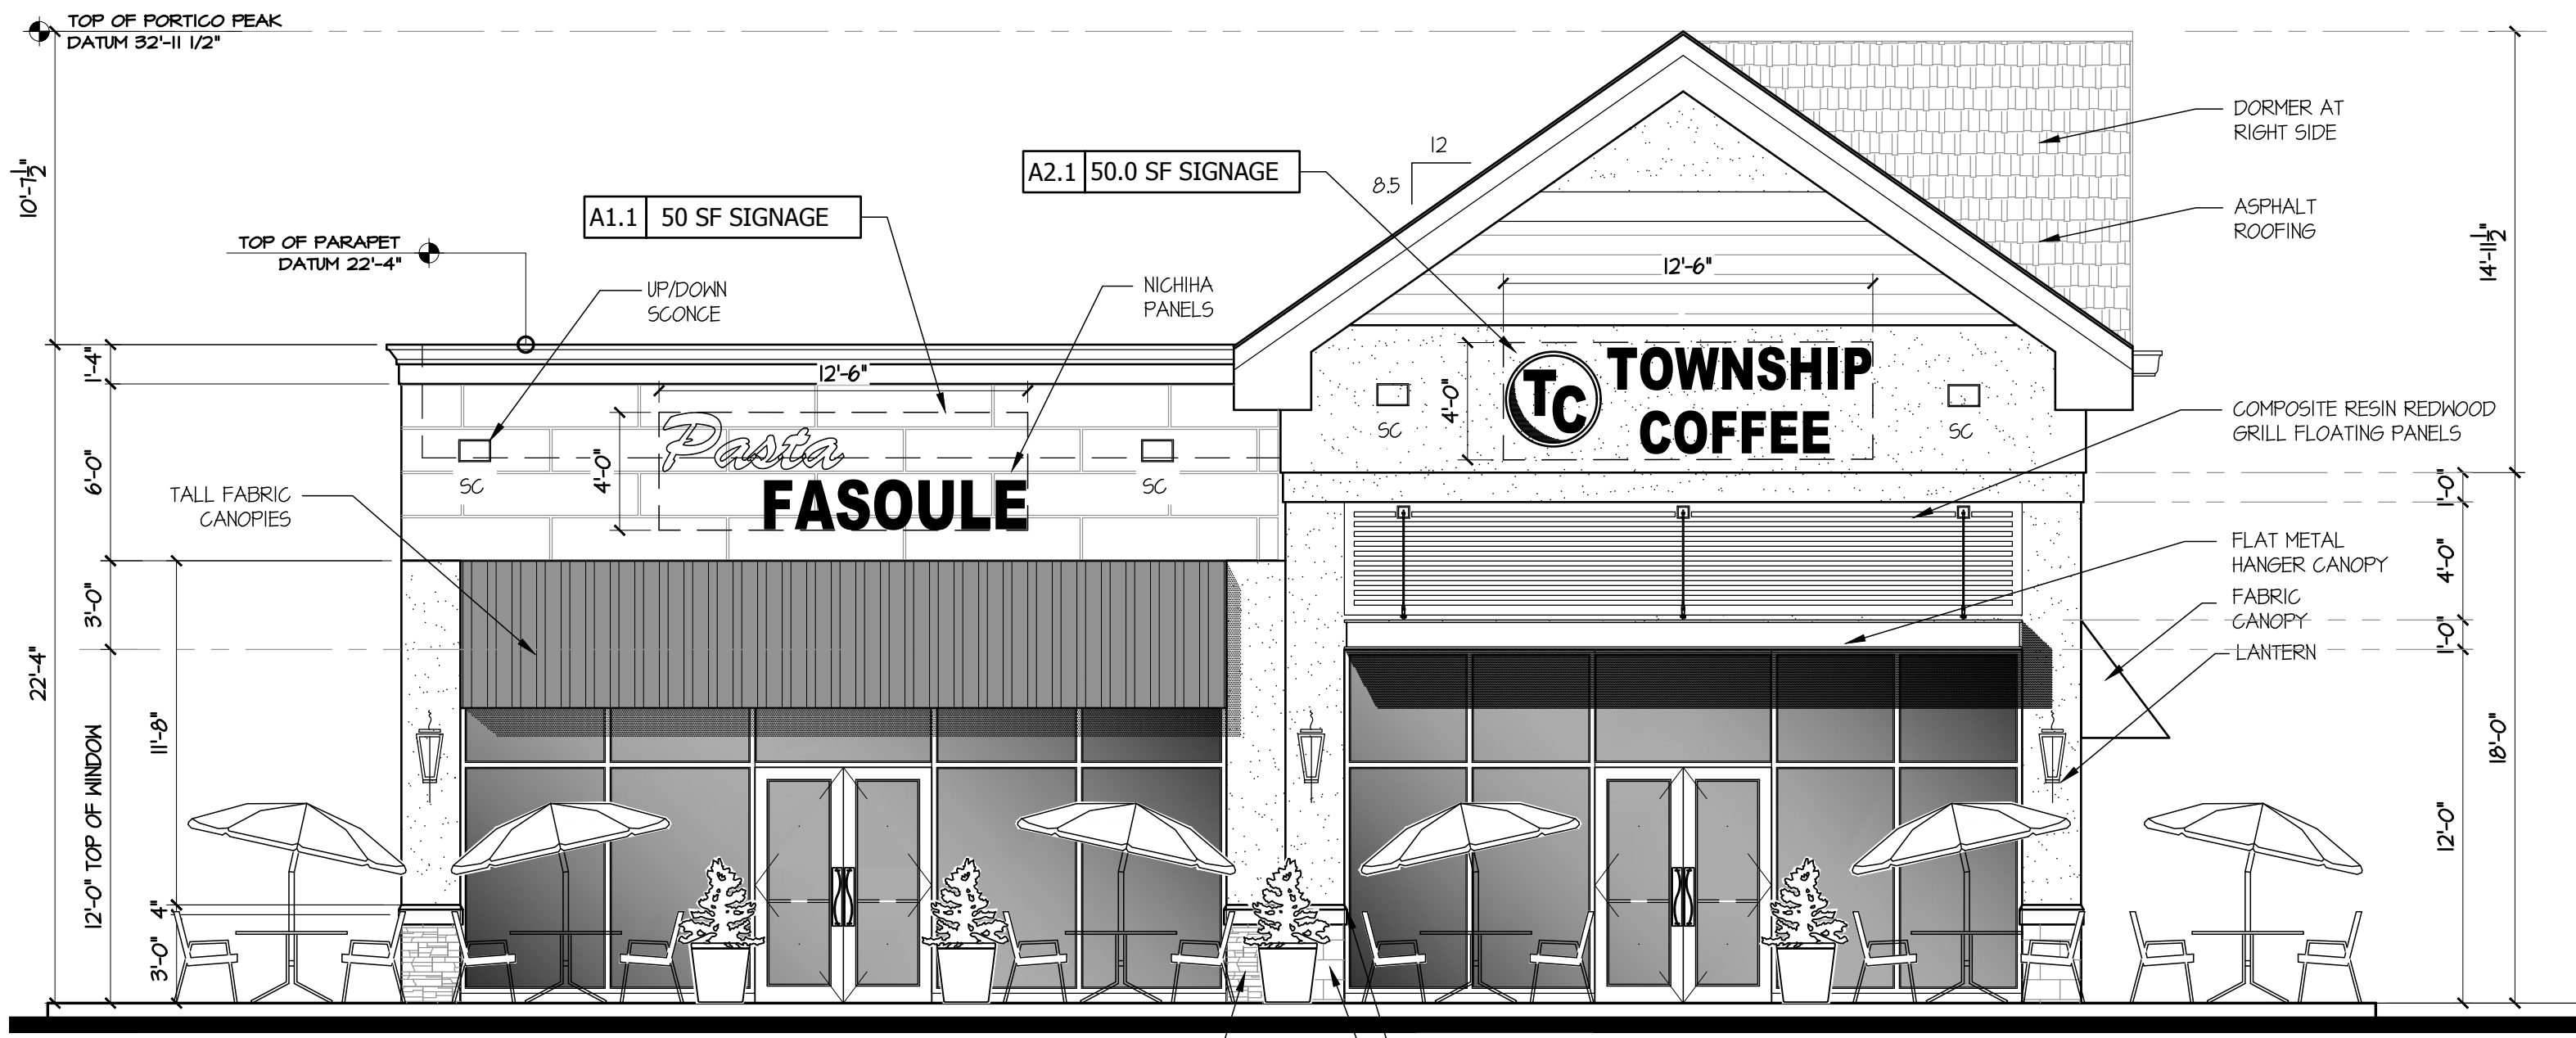 TOP OF PORTICO PEAK
DATUM 32'-11 1/2"
10'-7 1/2"
TOP OF PARAPET
DATUM 22'-4"
A1.1 50 SF SIGNAGE
A2.1 50.0 SF SIGNAGE
12
8.5
DORMER AT
RIGHT SIDE
ASPHALT
ROOFING
14'-11 1/2"
UP/DOWN
SCONCE
NICHIHA
PANELS
12'-6"
12'-6"
1'-4"
6'-0"
3'-0"
22'-4"
12'-0" TOP OF WINDOW
11'-8"
4"
3'-0"
TALL FABRIC
CANOPIES
SC
4'-0"
Pasta
FASOULE
SC
SC
4'-0"
TC
TOWNSHIP
COFFEE
SC
COMPOSITE RESIN REDWOOD
GRILL FLOATING PANELS
FLAT METAL
HANGER CANOPY
FABRIC
CANOPY
LANTERN
1'-0"
4'-0"
1'-0"
12'-0"
18'-0"